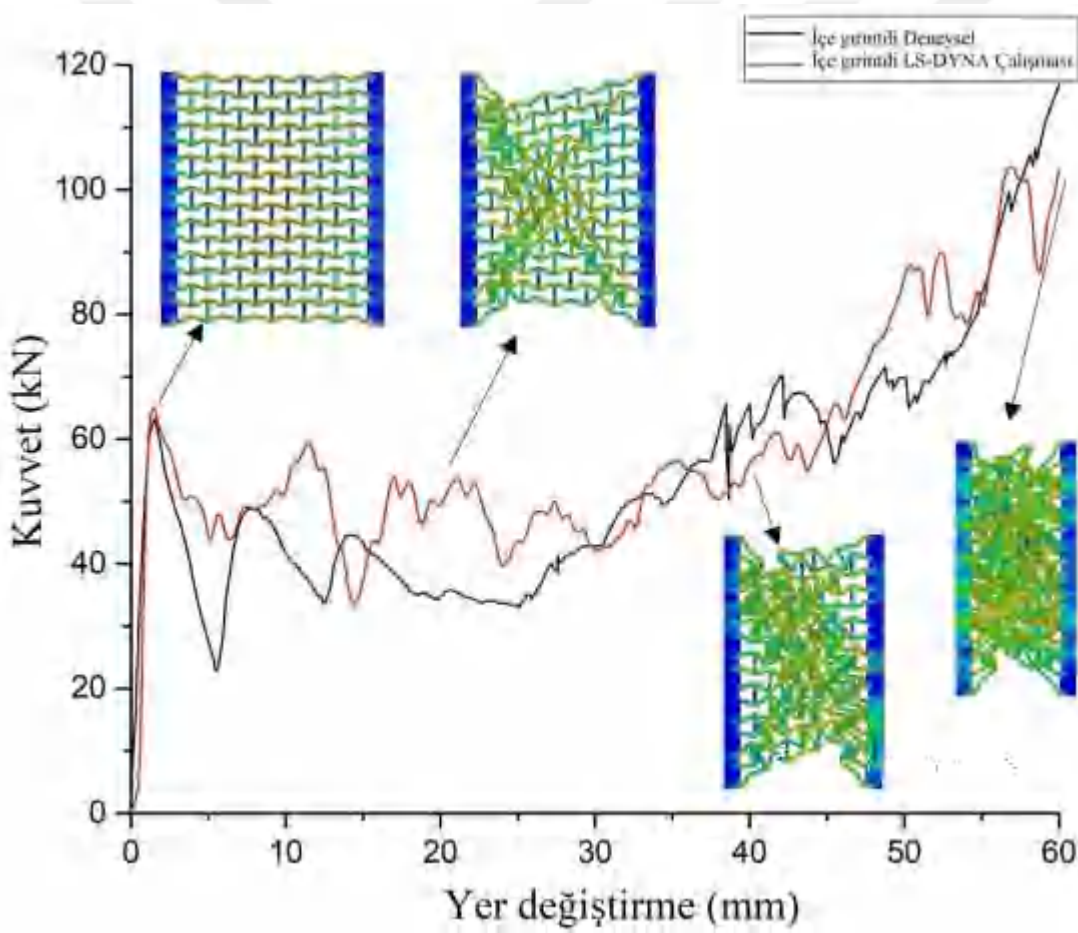 İçe girintili Deneysel
İçe girintili LS-DYNA Çalışması
120
100
80
60
40
20
0
Kuvvet (kN)
0 10 20 30 40 50 60
Yer değiştirme (mm)